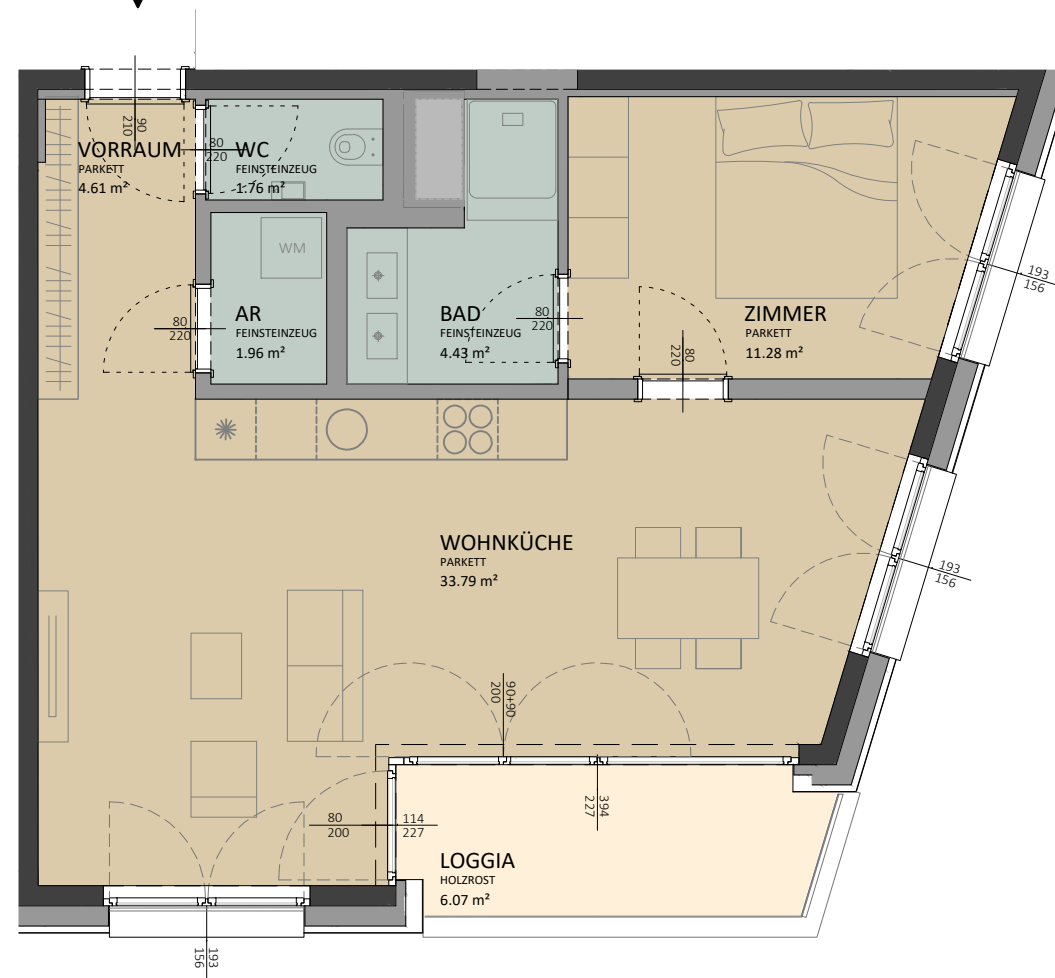 90
210
VORRAUM
PARKETT
4.61 m²
80
220
WC
FEINSTEINZEUG
1.76 m²
WM
80
220
AR
FEINSTEINZEUG
1.96 m²
BAD
FEINSTEINZEUG
4.43 m²
80
220
ZIMMER
PARKETT
11.28 m²
80
220
193
156
WOHNKÜCHE
PARKETT
33.79 m²
193
156
90+90
200
394
227
80
200
114
227
LOGGIA
HOLZROST
6.07 m²
193
156